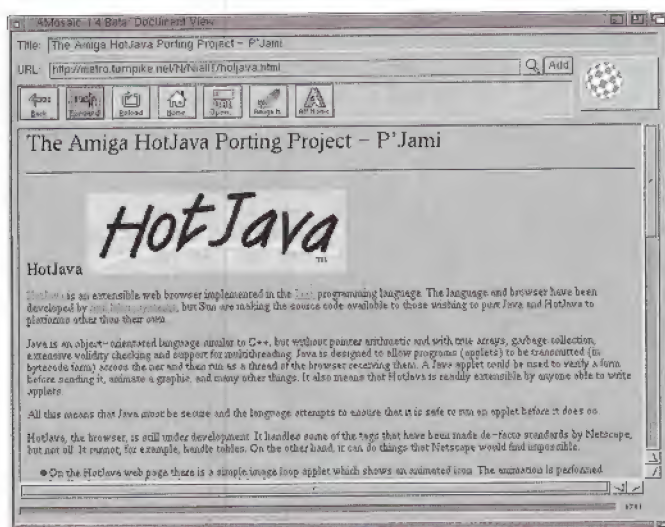 AMosaic 1.4 Beta Document View
Title: The Amiga HotJava Porting Project – P'Jami
URL: http://metro.turnpike.net/N/NiallT/hotjava.html
Add
Back Forward Reload Home Open... Amiga H. AM Home
The Amiga HotJava Porting Project – P'Jami
HotJava
TM
HotJava
HotJava is an extensible web browser implemented in the Java programming language. The language and browser have been
developed by but Sun are making the source code available to those wishing to port Java and HotJava to
platforms other than their own.
Java is an object-orientated language similar to C++, but without pointer arithmetic and with true arrays, garbage collection,
extensive validity checking and support for multithreading. Java is designed to allow programs (applets) to be transmitted (in
bytecode form) across the net and then run as a thread of the browser receiving them. A Java applet could be used to verify a form
before sending it, animate a graphic, and many other things. It also means that HotJava is readily extensible by anyone able to write
applets.
All this means that Java must be secure and the language attempts to ensure that it is safe to run an applet before it does so.
HotJava, the browser, is still under development. It handles some of the tags that have been made de-facto standards by Netscape,
but not all. It cannot, for example, handle tables. On the other hand, it can do things that Netscape would find impossible.
● On the HotJava web page there is a simple image loop applet which shows an animated icon. The animation is performed